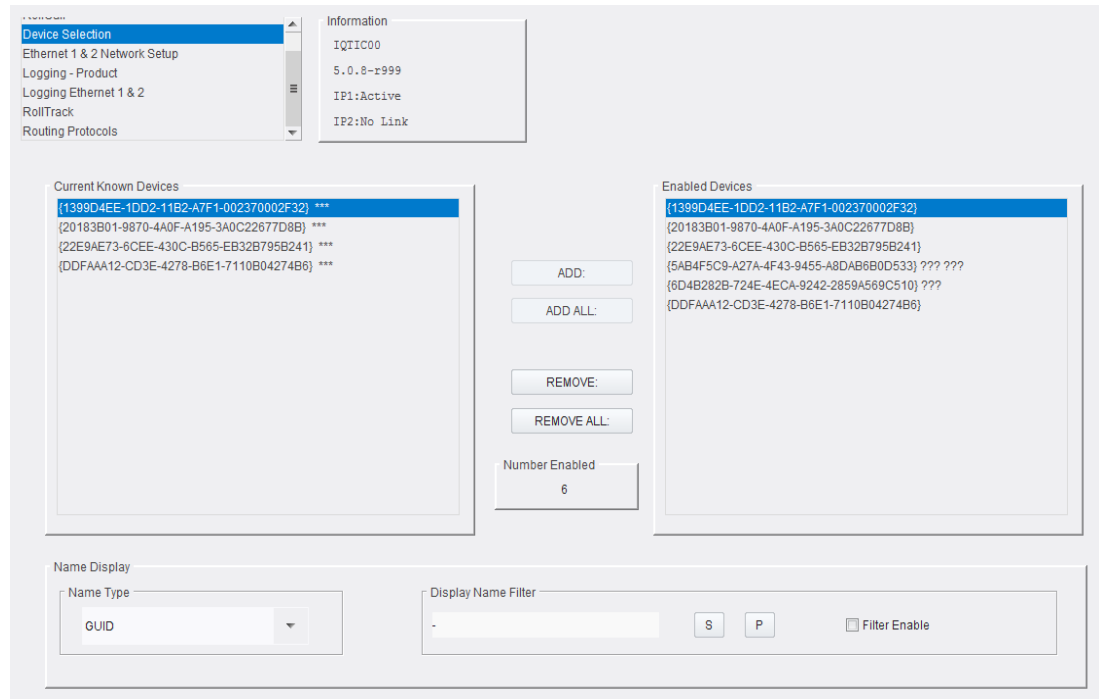 Device Selection
Ethernet 1 & 2 Network Setup
Logging - Product
Logging Ethernet 1 & 2
RollTrack
Routing Protocols
Information
IQTIC00
5.0.8-r999
IP1:Active
IP2:No Link
Current Known Devices
{1399D4EE-1DD2-11B2-A7F1-002370002F32} ***
{20183B01-9870-4A0F-A195-3A0C22677D8B} ***
{22E9AE73-6CEE-430C-B565-EB32B795B241} ***
{DDFAAA12-CD3E-4278-B6E1-7110B04274B6} ***
ADD:
ADD ALL:
REMOVE:
REMOVE ALL:
Number Enabled
6
Enabled Devices
{1399D4EE-1DD2-11B2-A7F1-002370002F32}
{20183B01-9870-4A0F-A195-3A0C22677D8B}
{22E9AE73-6CEE-430C-B565-EB32B795B241}
{5AB4F5C9-A27A-4F43-9455-A8DAB6B0D533} ??? ???
{6D4B282B-724E-4ECA-9242-2859A569C510} ???
{DDFAAA12-CD3E-4278-B6E1-7110B04274B6}
Name Display
Name Type
GUID
Display Name Filter
-
S
P
Filter Enable